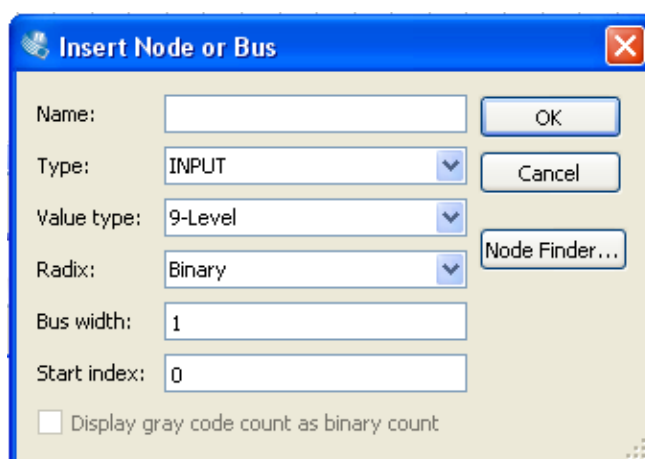 Insert Node or Bus
Name:
OK
Type: INPUT
Cancel
Value type: 9-Level
Node Finder...
Radix: Binary
Bus width: 1
Start index: 0
Display gray code count as binary count